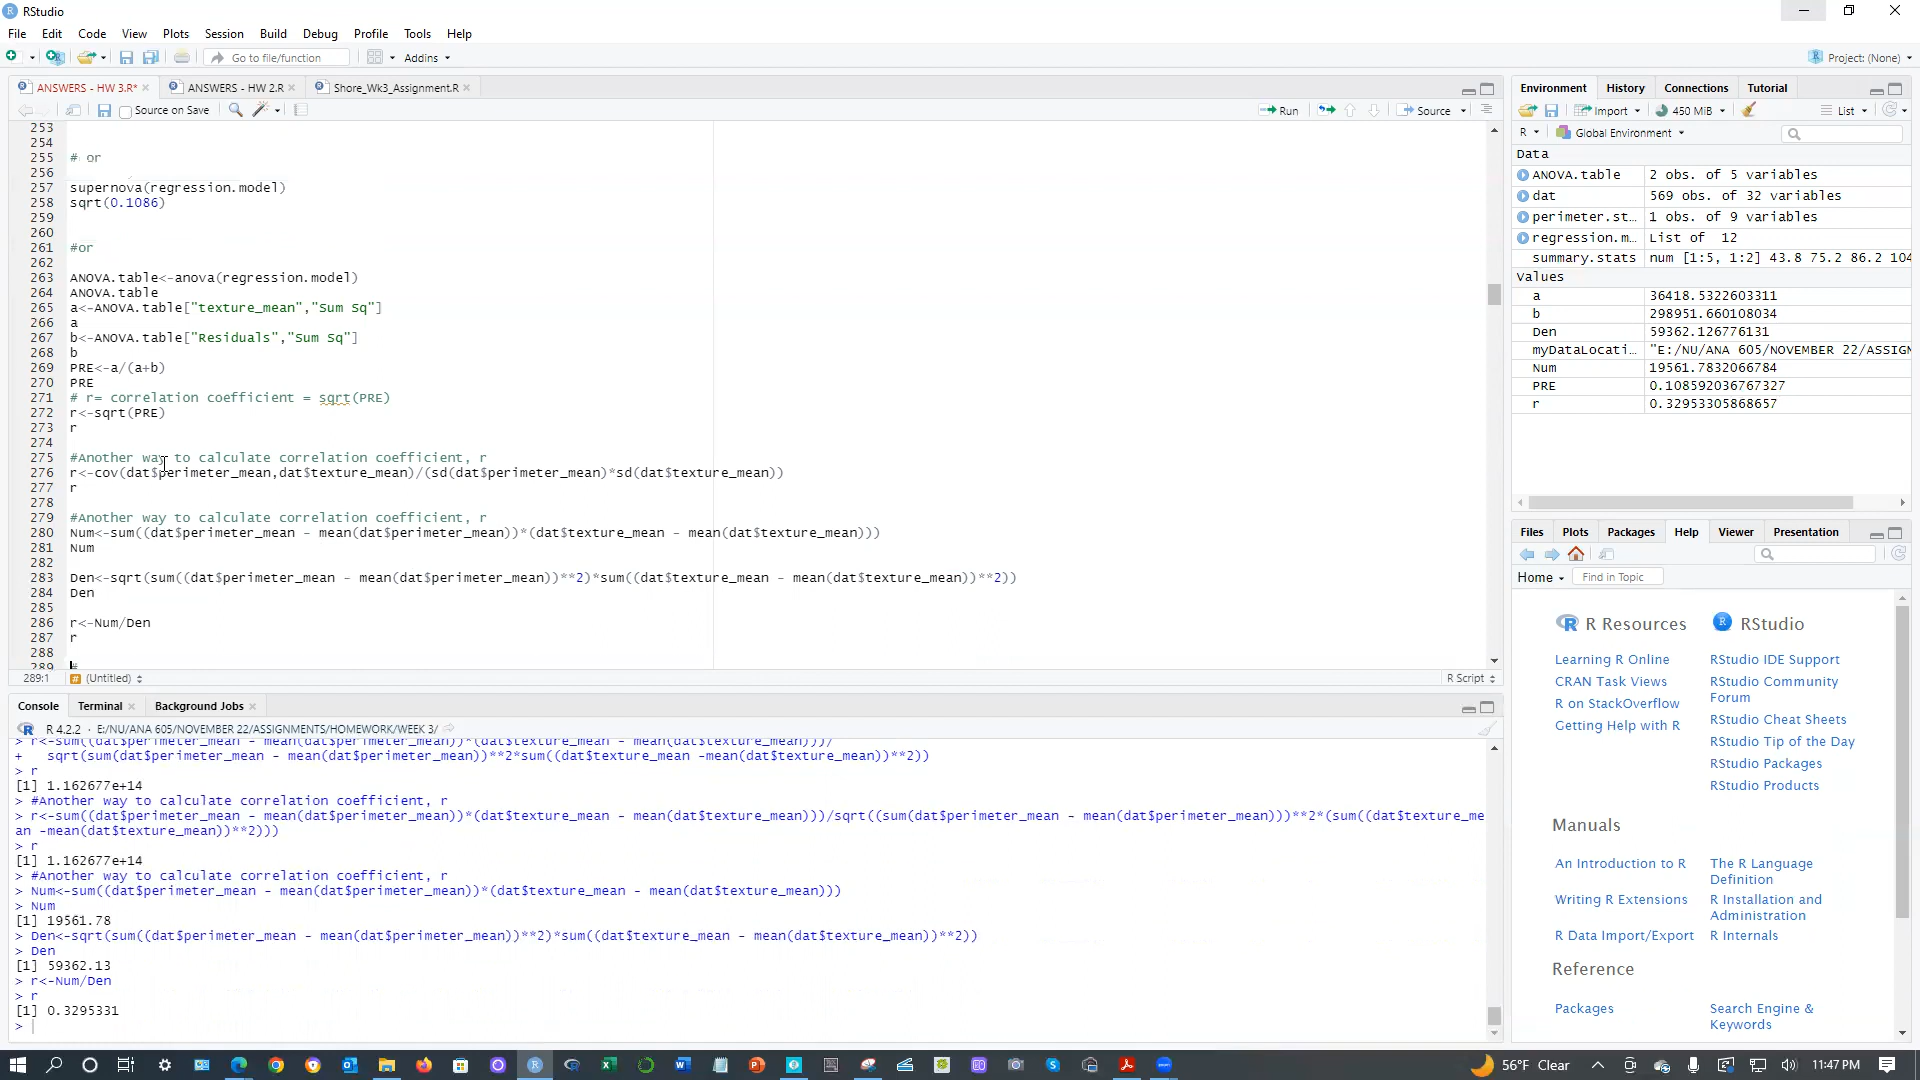 RStudio
File Edit Code View Plots Session Build Debug Profile Tools Help
Go to file/function
Addins
Project: (None)
ANSWERS - HW 3.R*
ANSWERS - HW 2.R
Shore_Wk3_Assignment.R
Source on Save
Run
Source
253
254
255 # or
256
257 supernova(regression.model)
258 sqrt(0.1086)
259
260
261 #or
262
263 ANOVA.table<-anova(regression.model)
264 ANOVA.table
265 a<-ANOVA.table["texture_mean","Sum Sq"]
266 a
267 b<-ANOVA.table["Residuals","Sum Sq"]
268 b
269 PRE<-a/(a+b)
270 PRE
271 # r= correlation coefficient = sqrt(PRE)
272 r<-sqrt(PRE)
273 r
274
275 #Another way to calculate correlation coefficient, r
276 r<-cov(dat$perimeter_mean,dat$texture_mean)/(sd(dat$perimeter_mean)*sd(dat$texture_mean))
277 r
278
279 #Another way to calculate correlation coefficient, r
280 Num<-sum((dat$perimeter_mean - mean(dat$perimeter_mean))*(dat$texture_mean - mean(dat$texture_mean)))
281 Num
282
283 Den<-sqrt(sum((dat$perimeter_mean - mean(dat$perimeter_mean))**2)*sum((dat$texture_mean - mean(dat$texture_mean))**2))
284 Den
285
286 r<-Num/Den
287 r
288
289 #
289:1 # (Untitled) R Script
Console Terminal Background Jobs
R 4.2.2 · E:/NU/ANA 605/NOVEMBER 22/ASSIGNMENTS/HOMEWORK/WEEK 3/
> r<-sum((dat$perimeter_mean - mean(dat$perimeter_mean))*(dat$texture_mean - mean(dat$texture_mean)))/
+   sqrt(sum(dat$perimeter_mean - mean(dat$perimeter_mean))**2*sum((dat$texture_mean -mean(dat$texture_mean))**2))
> r
[1] 1.162677e+14
> #Another way to calculate correlation coefficient, r
> r<-sum((dat$perimeter_mean - mean(dat$perimeter_mean))*(dat$texture_mean - mean(dat$texture_mean)))/sqrt((sum(dat$perimeter_mean - mean(dat$perimeter_mean)))**2*(sum((dat$texture_me
an -mean(dat$texture_mean))**2)))
> r
[1] 1.162677e+14
> #Another way to calculate correlation coefficient, r
> Num<-sum((dat$perimeter_mean - mean(dat$perimeter_mean))*(dat$texture_mean - mean(dat$texture_mean)))
> Num
[1] 19561.78
> Den<-sqrt(sum((dat$perimeter_mean - mean(dat$perimeter_mean))**2)*sum((dat$texture_mean - mean(dat$texture_mean))**2))
> Den
[1] 59362.13
> r<-Num/Den
> r
[1] 0.3295331
>
Environment History Connections Tutorial
Import 450 MiB List
R Global Environment
Data
ANOVA.table 2 obs. of 5 variables
dat 569 obs. of 32 variables
perimeter.st… 1 obs. of 9 variables
regression.m… List of 12
summary.stats num [1:5, 1:2] 43.8 75.2 86.2 104
Values
a 36418.5322603311
b 298951.660108034
Den 59362.126776131
myDataLocati… "E:/NU/ANA 605/NOVEMBER 22/ASSIGN
Num 19561.7832066784
PRE 0.108592036767327
r 0.32953305868657
Files Plots Packages Help Viewer Presentation
Home Find in Topic
R Resources
Learning R Online
CRAN Task Views
R on StackOverflow
Getting Help with R
RStudio
RStudio IDE Support
RStudio Community
Forum
RStudio Cheat Sheets
RStudio Tip of the Day
RStudio Packages
RStudio Products
Manuals
An Introduction to R
Writing R Extensions
R Data Import/Export
The R Language
Definition
R Installation and
Administration
R Internals
Reference
Packages
Search Engine &
Keywords
56°F Clear
11:47 PM